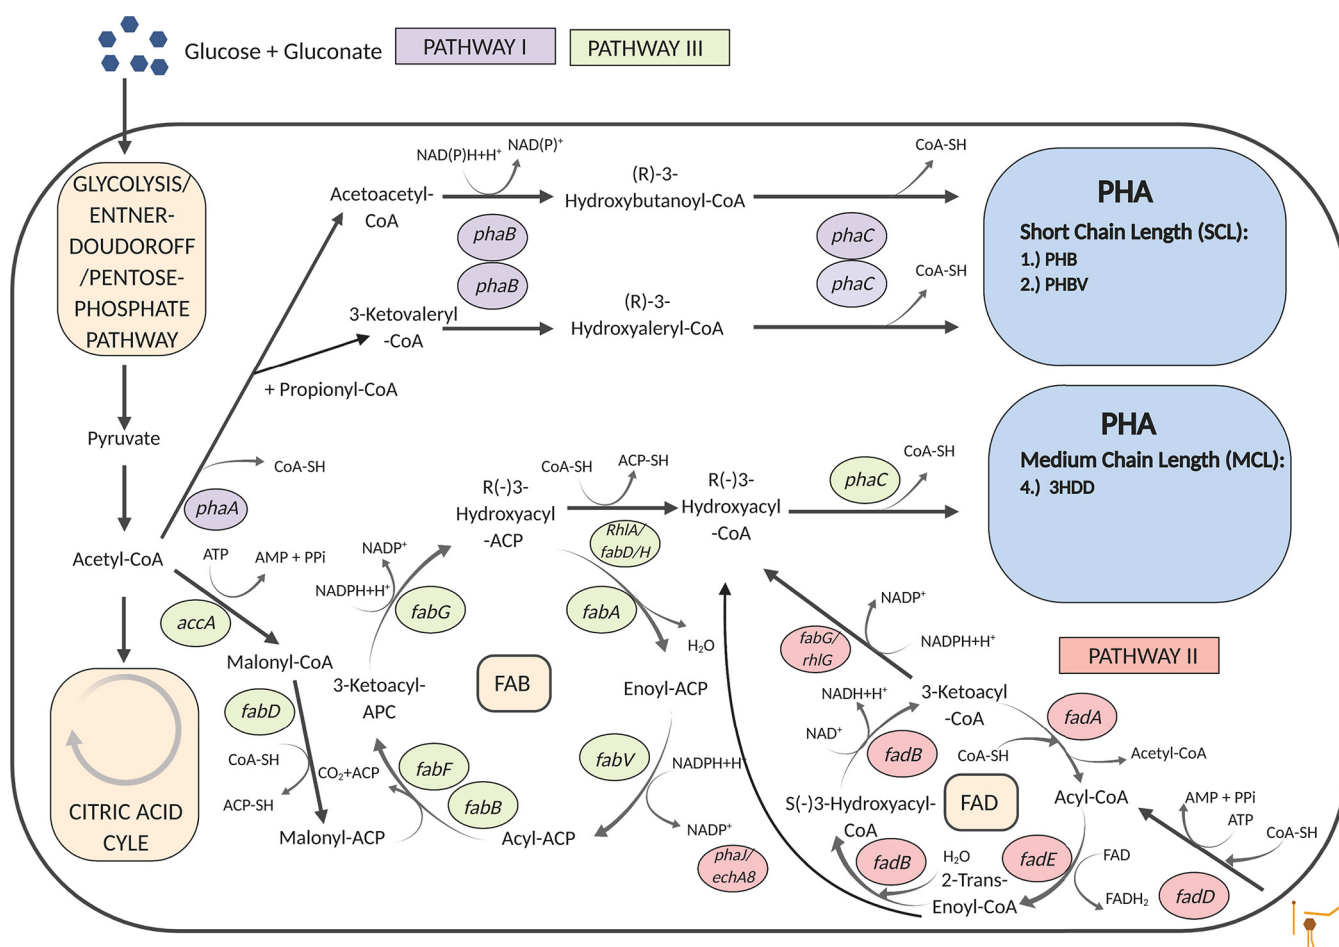 Glucose + Gluconate
PATHWAY I
PATHWAY III
GLYCOLYSIS/
ENTNER-
DOUDOROFF
/PENTOSE-
PHOSPHATE
PATHWAY
Pyruvate
Acetyl-CoA
CITRIC ACID
CYLE
Acetoacetyl-
CoA
NAD(P)H+H⁺
NAD(P)⁺
phaB
phaB
(R)-3-
Hydroxybutanoyl-CoA
CoA-SH
phaC
phaC
CoA-SH
3-Ketovaleryl
-CoA
(R)-3-
Hydroxyaleryl-CoA
+ Propionyl-CoA
CoA-SH
phaA
PHA
Short Chain Length (SCL):
1.) PHB
2.) PHBV
PHA
Medium Chain Length (MCL):
4.) 3HDD
ATP
AMP + PPi
accA
Malonyl-CoA
fabD
CoA-SH
ACP-SH
CO₂+ACP
Malonyl-ACP
fabF
fabB
Acyl-ACP
3-Ketoacyl-
APC
NADP⁺
NADPH+H⁺
fabG
R(-)3-
Hydroxyacyl
-ACP
CoA-SH
ACP-SH
RhlA/
fabD/H
R(-)3-
Hydroxyacyl
-CoA
phaC
CoA-SH
fabA
H₂O
FAB
Enoyl-ACP
fabV
NADPH+H⁺
NADP⁺
phaJ/
echA8
PATHWAY II
NADP⁺
NADPH+H⁺
fabG/
rhlG
3-Ketoacyl
-CoA
NADH+H⁺
NAD⁺
fadB
fadA
CoA-SH
Acetyl-CoA
S(-)3-Hydroxyacyl-
CoA
FAD
Acyl-CoA
AMP + PPi
ATP
CoA-SH
fadB
H₂O
2-Trans-
Enoyl-CoA
fadE
FAD
FADH₂
fadD